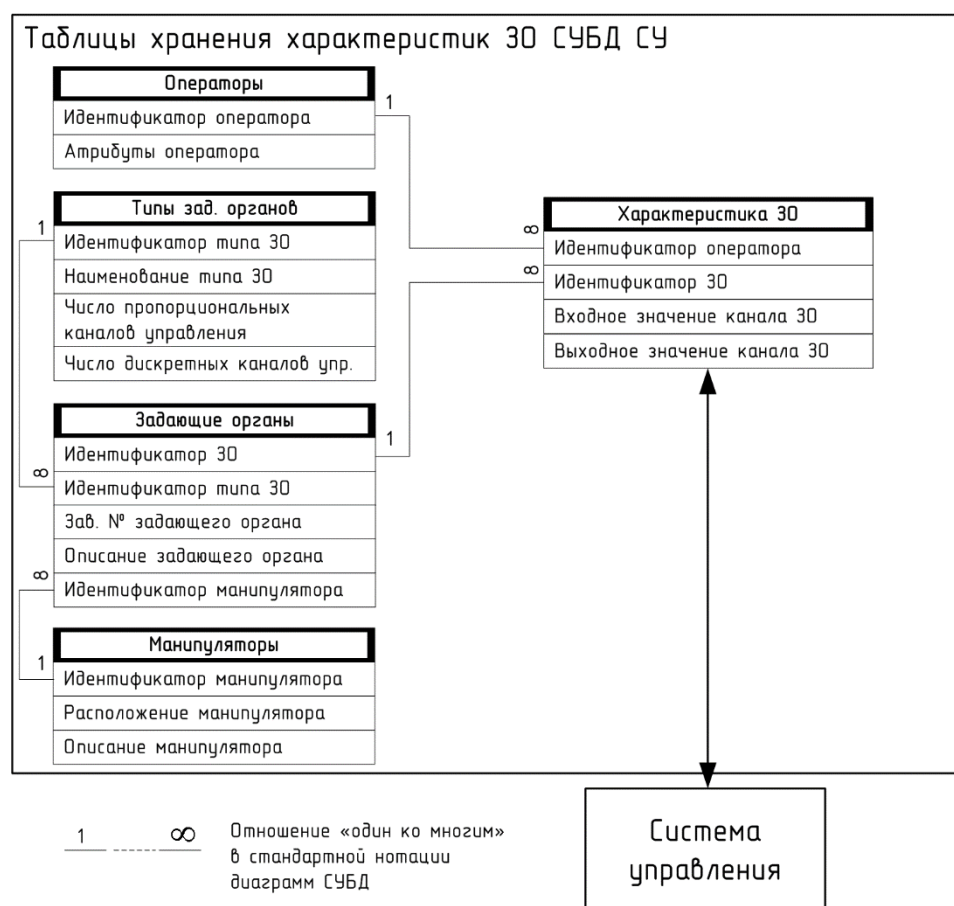 Таблицы хранения характеристик ЗО СУБД СУ
Операторы
Идентификатор оператора
Атрибуты оператора
1
Типы зад. органов
Идентификатор типа ЗО
Наименование типа ЗО
Число пропорциональных
каналов управления
Число дискретных каналов упр.
1
Характеристика ЗО
Идентификатор оператора
Идентификатор ЗО
Входное значение канала ЗО
Выходное значение канала ЗО
∞
∞
Задающие органы
Идентификатор ЗО
Идентификатор типа ЗО
Зав. № задающего органа
Описание задающего органа
Идентификатор манипулятора
1
∞
∞
Манипуляторы
Идентификатор манипулятора
Расположение манипулятора
Описание манипулятора
1
1 ∞
Отношение «один ко многим»
в стандартной нотации
диаграмм СУБД
Система
управления